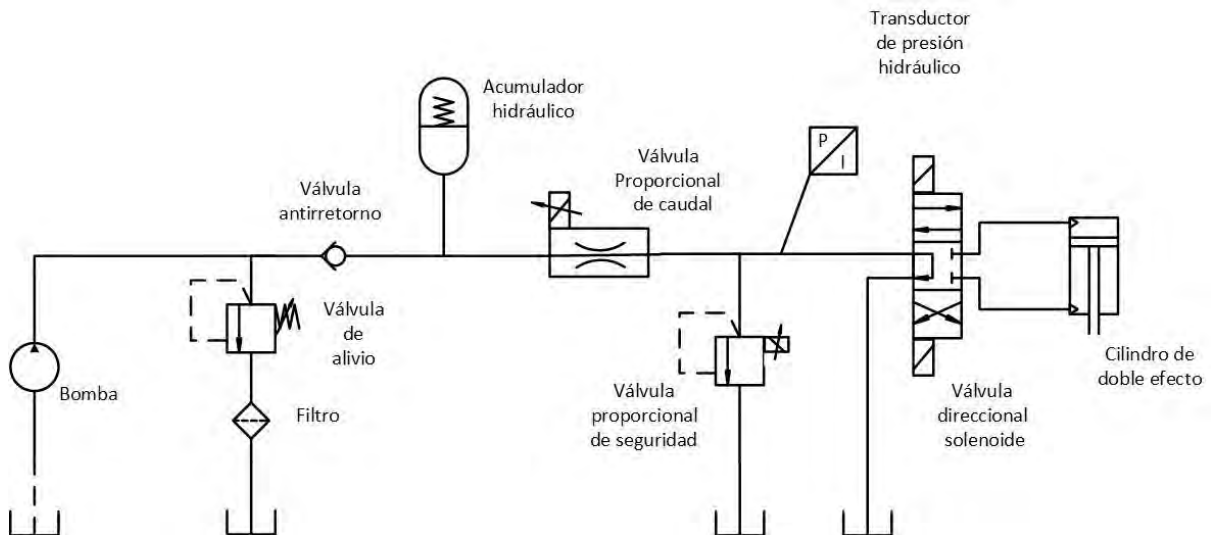 Transductor
de presión
hidráulico
Acumulador
hidráulico
P
I
Válvula
Proporcional
de caudal
Válvula
antirretorno
Válvula
de
alivio
Bomba
Filtro
Válvula
proporcional
de seguridad
Válvula
direccional
solenoide
Cilindro de
doble efecto